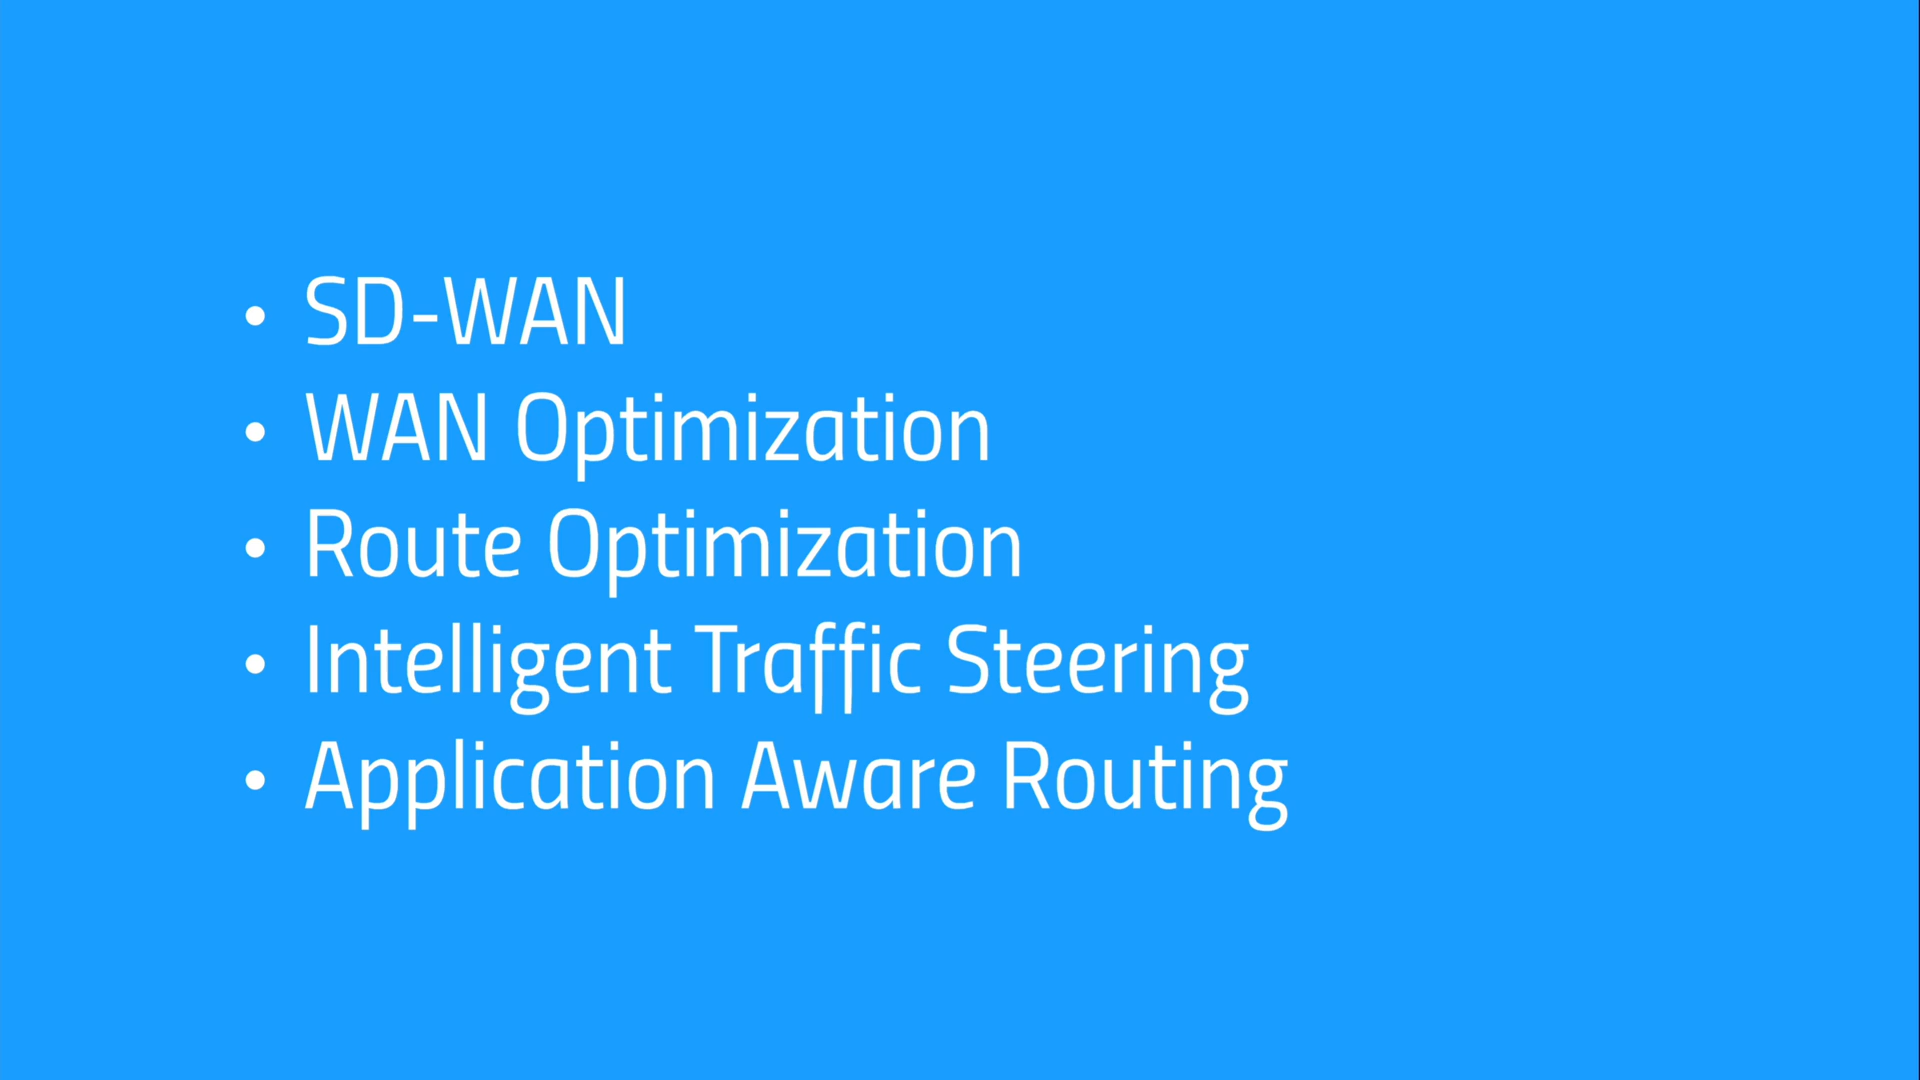 • SD-WAN
• WAN Optimization
• Route Optimization
• Intelligent Traffic Steering
• Application Aware Routing